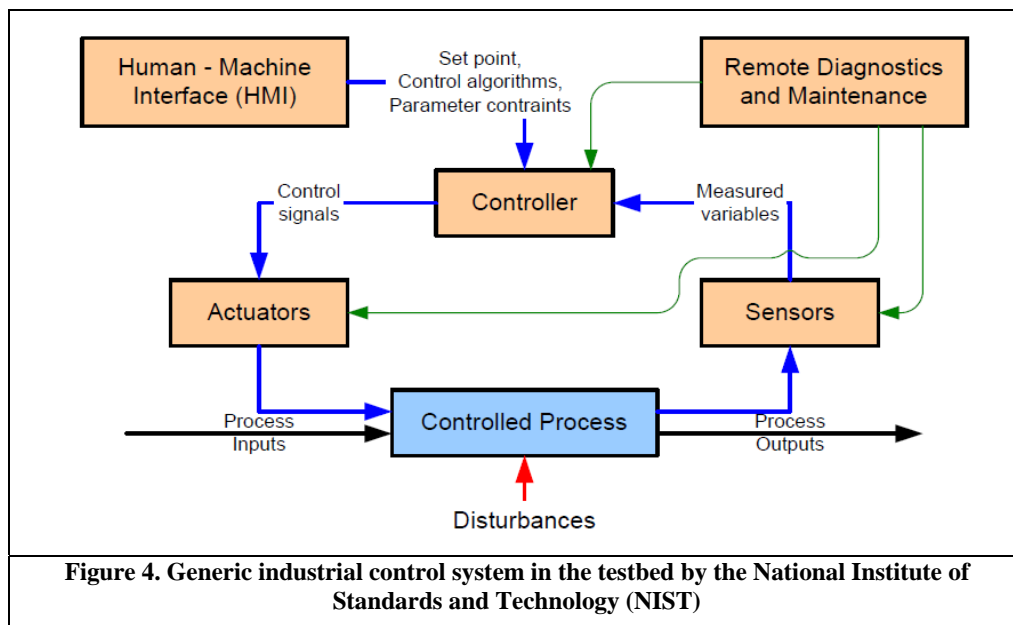 Human - Machine
Interface (HMI)
Set point,
Control algorithms,
Parameter contraints
Remote Diagnostics
and Maintenance
Control
signals
Controller
Measured
variables
Actuators
Sensors
Process
Inputs
Controlled Process
Process
Outputs
Disturbances
Figure 4. Generic industrial control system in the testbed by the National Institute of
Standards and Technology (NIST)